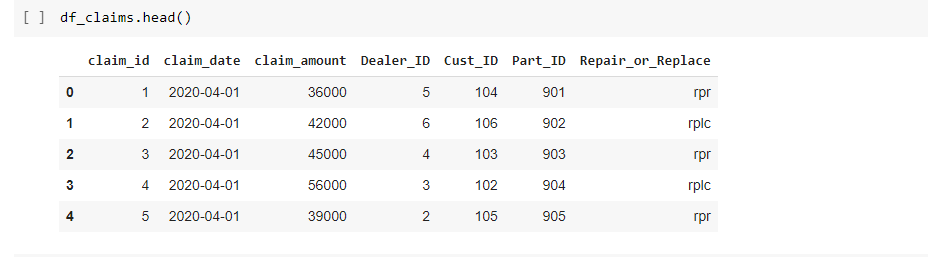 [ ] df_claims.head()
claim_id claim_date claim_amount Dealer_ID Cust_ID Part_ID Repair_or_Replace
0 1 2020-04-01 36000 5 104 901 rpr
1 2 2020-04-01 42000 6 106 902 rplc
2 3 2020-04-01 45000 4 103 903 rpr
3 4 2020-04-01 56000 3 102 904 rplc
4 5 2020-04-01 39000 2 105 905 rpr